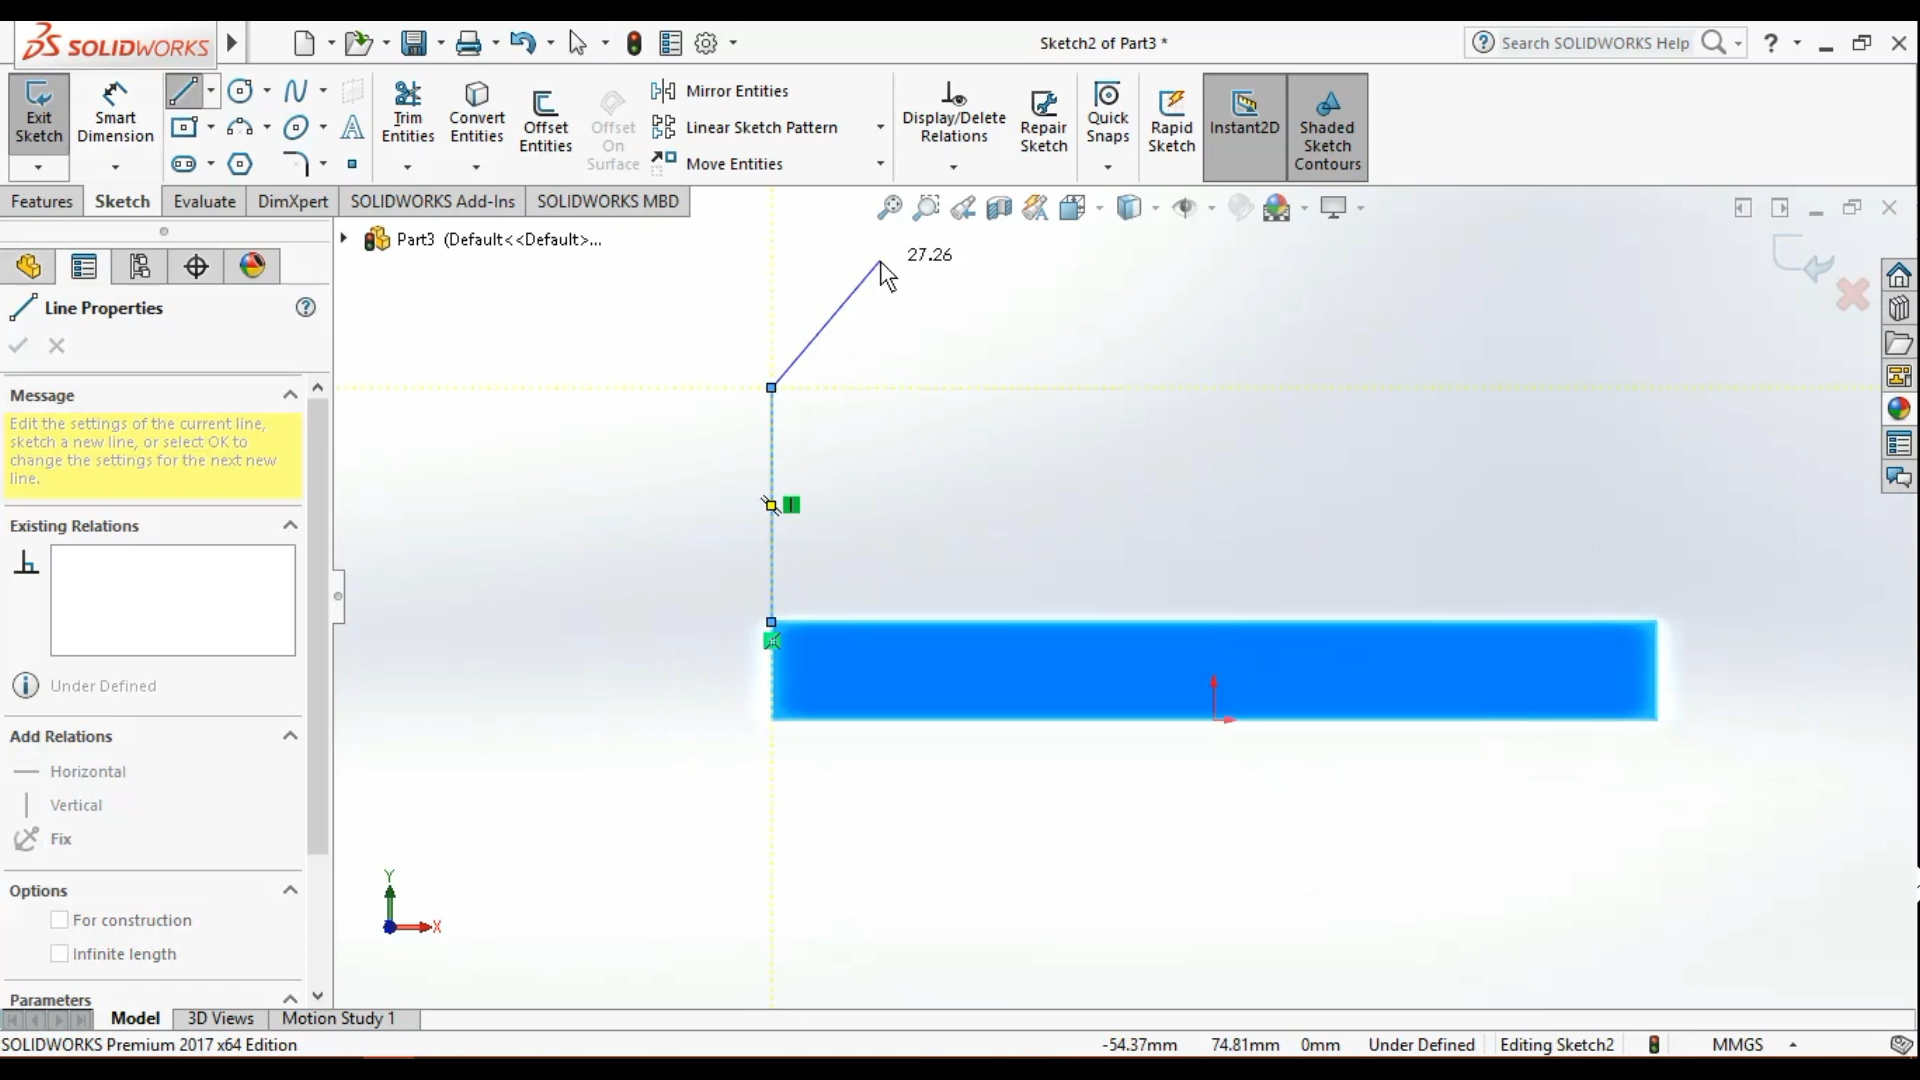 SOLIDWORKS
Sketch2 of Part3 *
Search SOLIDWORKS Help
?
Exit Sketch
Smart Dimension
Trim Entities
Convert Entities
Offset Entities
Offset On Surface
Mirror Entities
Linear Sketch Pattern
Move Entities
Display/Delete Relations
Repair Sketch
Quick Snaps
Rapid Sketch
Instant2D
Shaded Sketch Contours
Features
Sketch
Evaluate
DimXpert
SOLIDWORKS Add-Ins
SOLIDWORKS MBD
Part3 (Default<<Default>...
27.26
Line Properties
Message
Edit the settings of the current line,
sketch a new line, or select OK to
change the settings for the next new
line.
Existing Relations
Under Defined
Add Relations
Horizontal
Vertical
Fix
Options
For construction
Infinite length
Parameters
Y
X
Model
3D Views
Motion Study 1
SOLIDWORKS Premium 2017 x64 Edition
-54.37mm
74.81mm
0mm
Under Defined
Editing Sketch2
MMGS